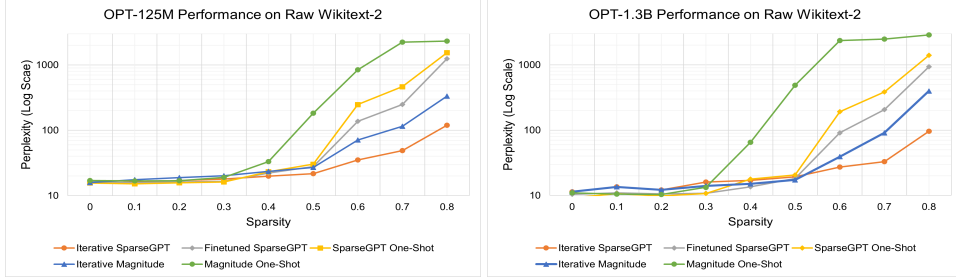 OPT-125M Performance on Raw Wikitext-2
Perplexity (Log Scae)
1000
100
10
0 0.1 0.2 0.3 0.4 0.5 0.6 0.7 0.8
Sparsity
Iterative SparseGPT Finetuned SparseGPT SparseGPT One-Shot
Iterative Magnitude Magnitude One-Shot
OPT-1.3B Performance on Raw Wikitext-2
Perplexity (Log Scale)
1000
100
10
0 0.1 0.2 0.3 0.4 0.5 0.6 0.7 0.8
Sparsity
Iterative SparseGPT Finetuned SparseGPT SparseGPT One-Shot
Iterative Magnitude Magnitude One-Shot